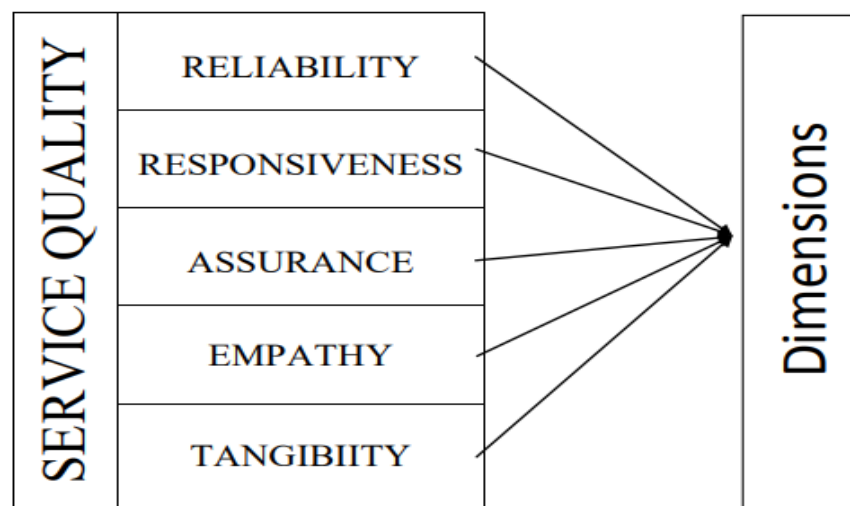 SERVICE QUALITY
RELIABILITY
RESPONSIVENESS
ASSURANCE
EMPATHY
TANGIBIITY
Dimensions